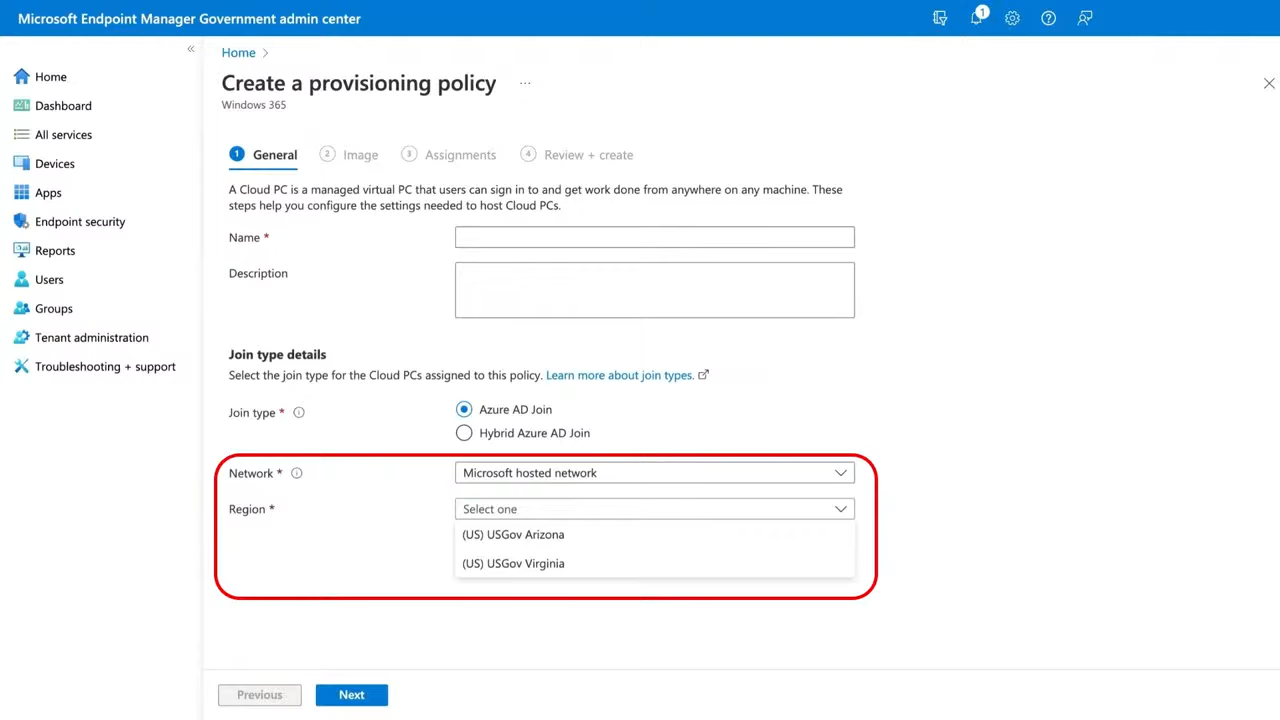 Microsoft Endpoint Manager Government admin center
1
«
Home
Dashboard
All services
Devices
Apps
Endpoint security
Reports
Users
Groups
Tenant administration
Troubleshooting + support
Home >
Create a provisioning policy ...
Windows 365
1 General 2 Image 3 Assignments 4 Review + create
A Cloud PC is a managed virtual PC that users can sign in to and get work done from anywhere on any machine. These
steps help you configure the settings needed to host Cloud PCs.
Name *
Description
Join type details
Select the join type for the Cloud PCs assigned to this policy. Learn more about join types.
Join type * Azure AD Join
Hybrid Azure AD Join
Network * Microsoft hosted network
Region * Select one
(US) USGov Arizona
(US) USGov Virginia
Previous Next